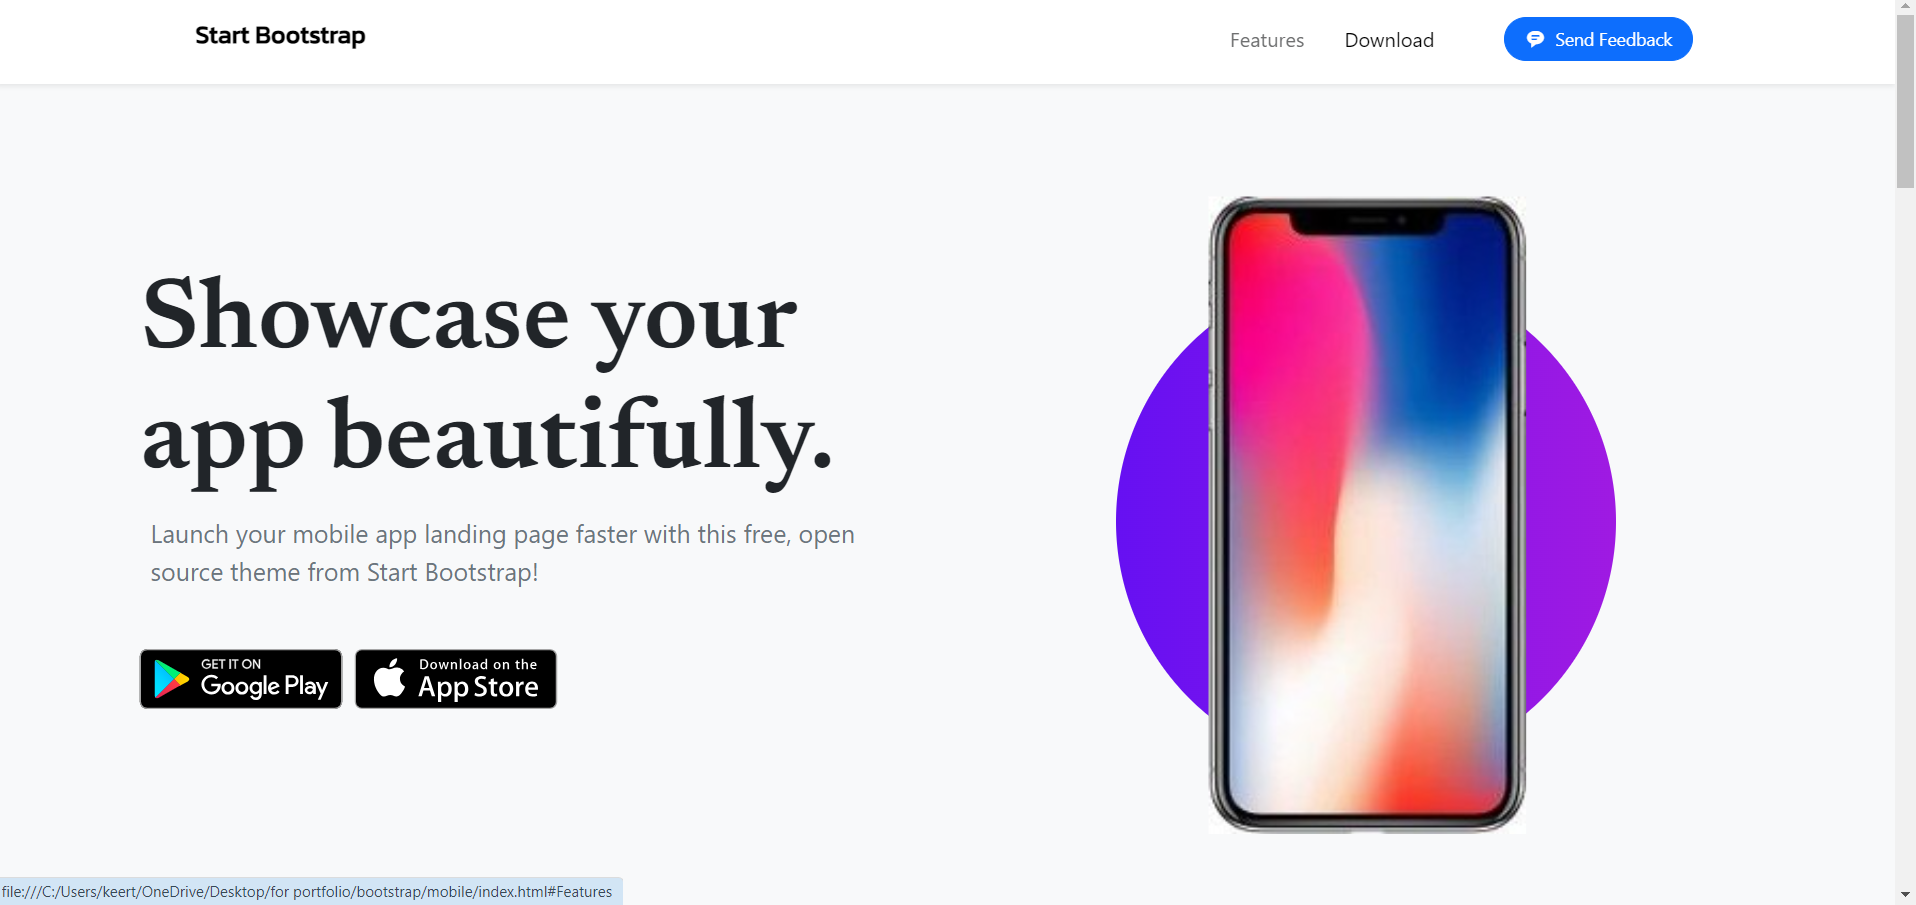 Start Bootstrap
Features
Download
Send Feedback
Showcase your
app beautifully.
Launch your mobile app landing page faster with this free, open
source theme from Start Bootstrap!
GET IT ON
Google Play
Download on the
App Store
file:///C:/Users/keert/OneDrive/Desktop/for portfolio/bootstrap/mobile/index.html#Features